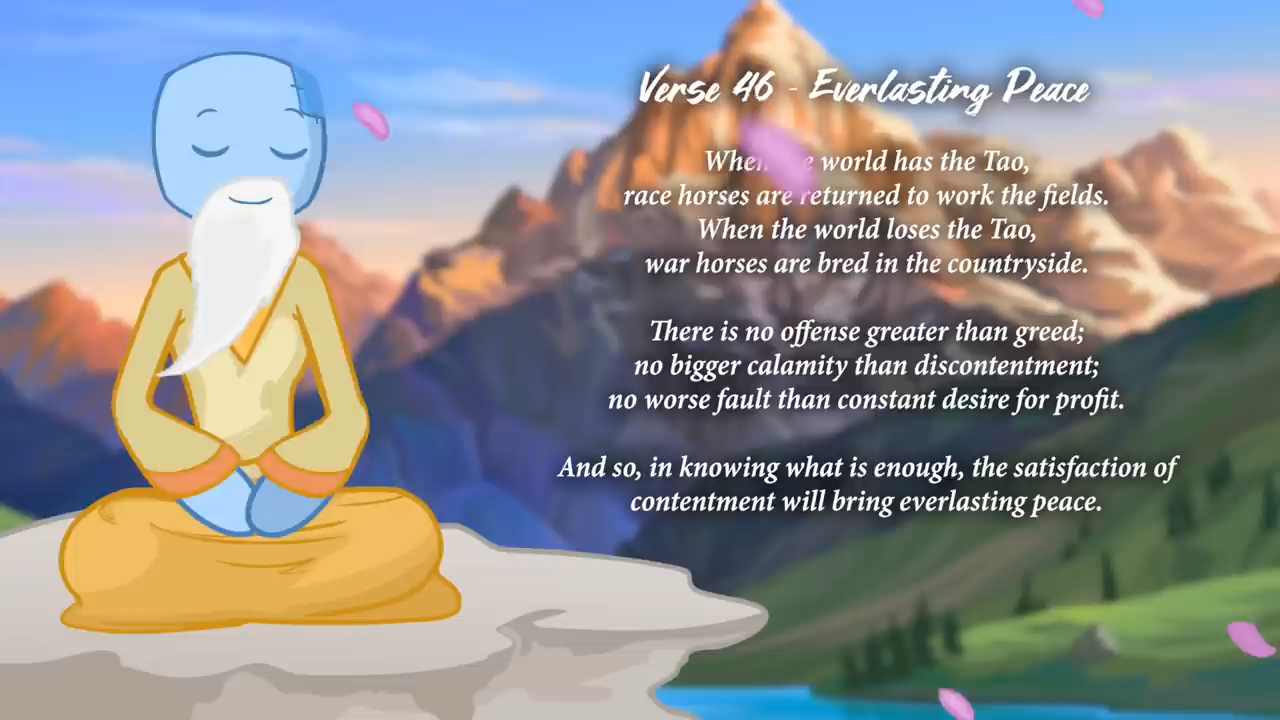 Verse 46 - Everlasting Peace
world has the Tao,
race horses are returned to work the fields.
When the world loses the Tao,
war horses are bred in the countryside.
There is no offense greater than greed;
no bigger calamity than discontentment;
no worse fault than constant desire for profit.
And so, in knowing what is enough, the satisfaction of
contentment will bring everlasting peace.